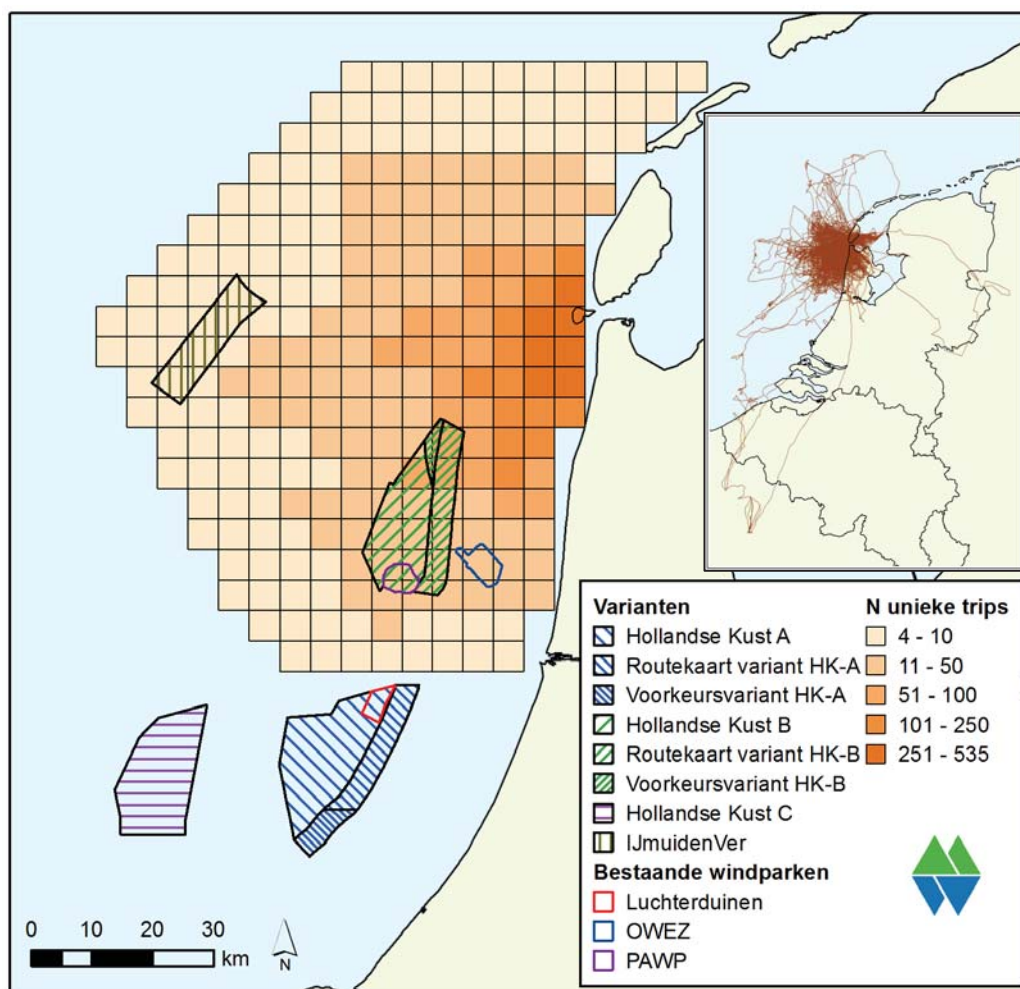 Varianten
Hollandse Kust A
Routekaart variant HK-A
Voorkeursvariant HK-A
Hollandse Kust B
Routekaart variant HK-B
Voorkeursvariant HK-B
Hollandse Kust C
IJmuidenVer
Bestaande windparken
Luchterduinen
OWEZ
PAWP
N unieke trips
4 - 10
11 - 50
51 - 100
101 - 250
251 - 535
0 10 20 30
km
N